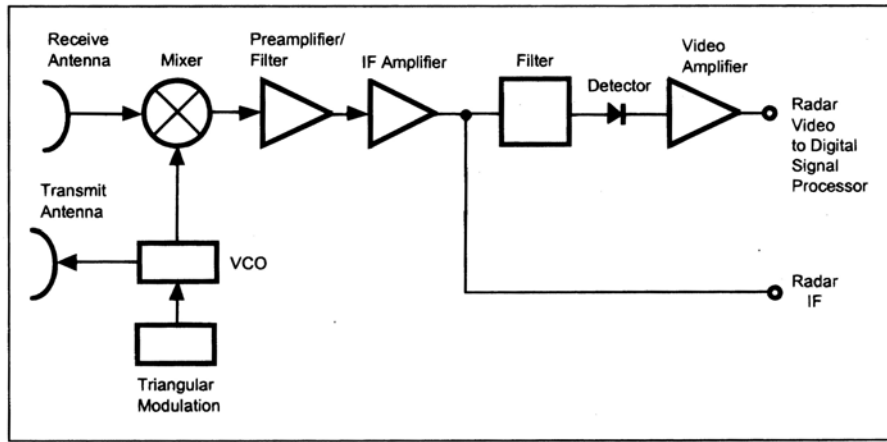 Receive
Antenna
Mixer
Preamplifier/
Filter
IF Amplifier
Filter
Detector
Video
Amplifier
Radar
Video
to Digital
Signal
Processor
Transmit
Antenna
VCO
Radar
IF
Triangular
Modulation